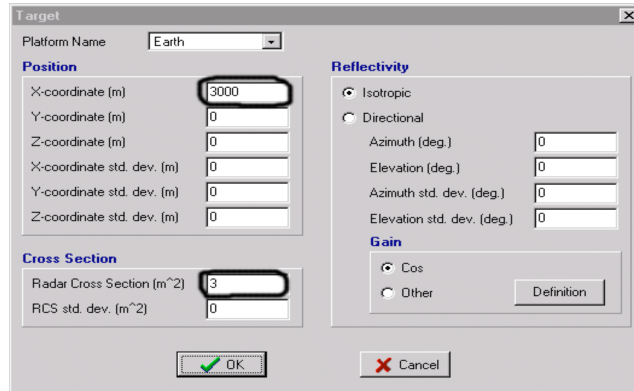 Target
Platform Name Earth
Position
X-coordinate (m) 3000
Y-coordinate (m) 0
Z-coordinate (m) 0
X-coordinate std. dev. (m) 0
Y-coordinate std. dev. (m) 0
Z-coordinate std. dev. (m) 0
Cross Section
Radar Cross Section (m^2) 3
RCS std. dev. (m^2) 0
Reflectivity
Isotropic
Directional
Azimuth (deg.) 0
Elevation (deg.) 0
Azimuth std. dev. (deg.) 0
Elevation std. dev. (deg.) 0
Gain
Cos
Other Definition
OK Cancel